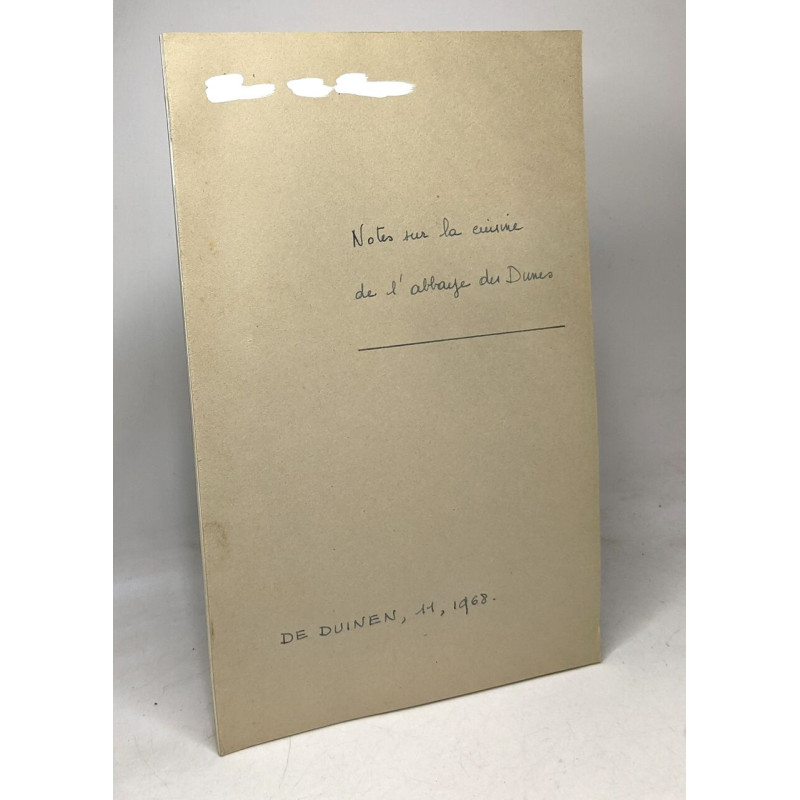 Notes sur la cuisine
de l'abbaye des Dunes
DE DUINEN, 11, 1968.